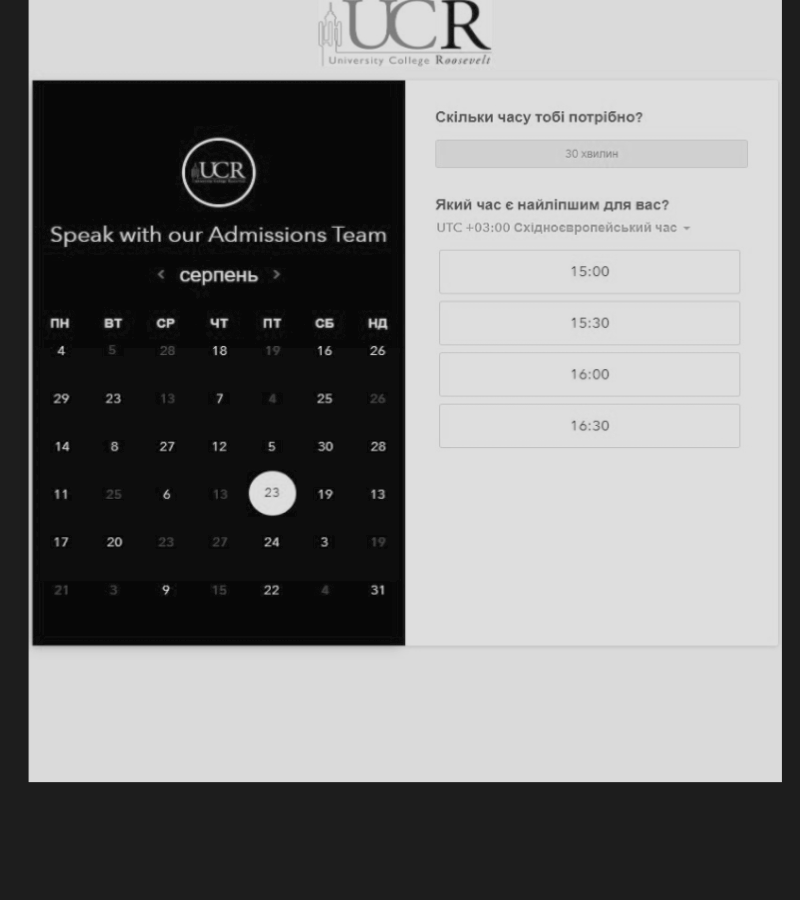 UCR
University College Roosevelt
UCR
Speak with our Admissions Team
‹ серпень ›
ПН ВТ СР ЧТ ПТ СБ НД
4 5 28 18 19 16 26
29 23 13 7 4 25 26
14 8 27 12 5 30 28
11 25 6 13 23 19 13
17 20 23 27 24 3 19
21 3 9 15 22 4 31
Скільки часу тобі потрібно?
30 хвилин
Який час є найліпшим для вас?
UTC +03:00 Східноєвропейський час
15:00
15:30
16:00
16:30